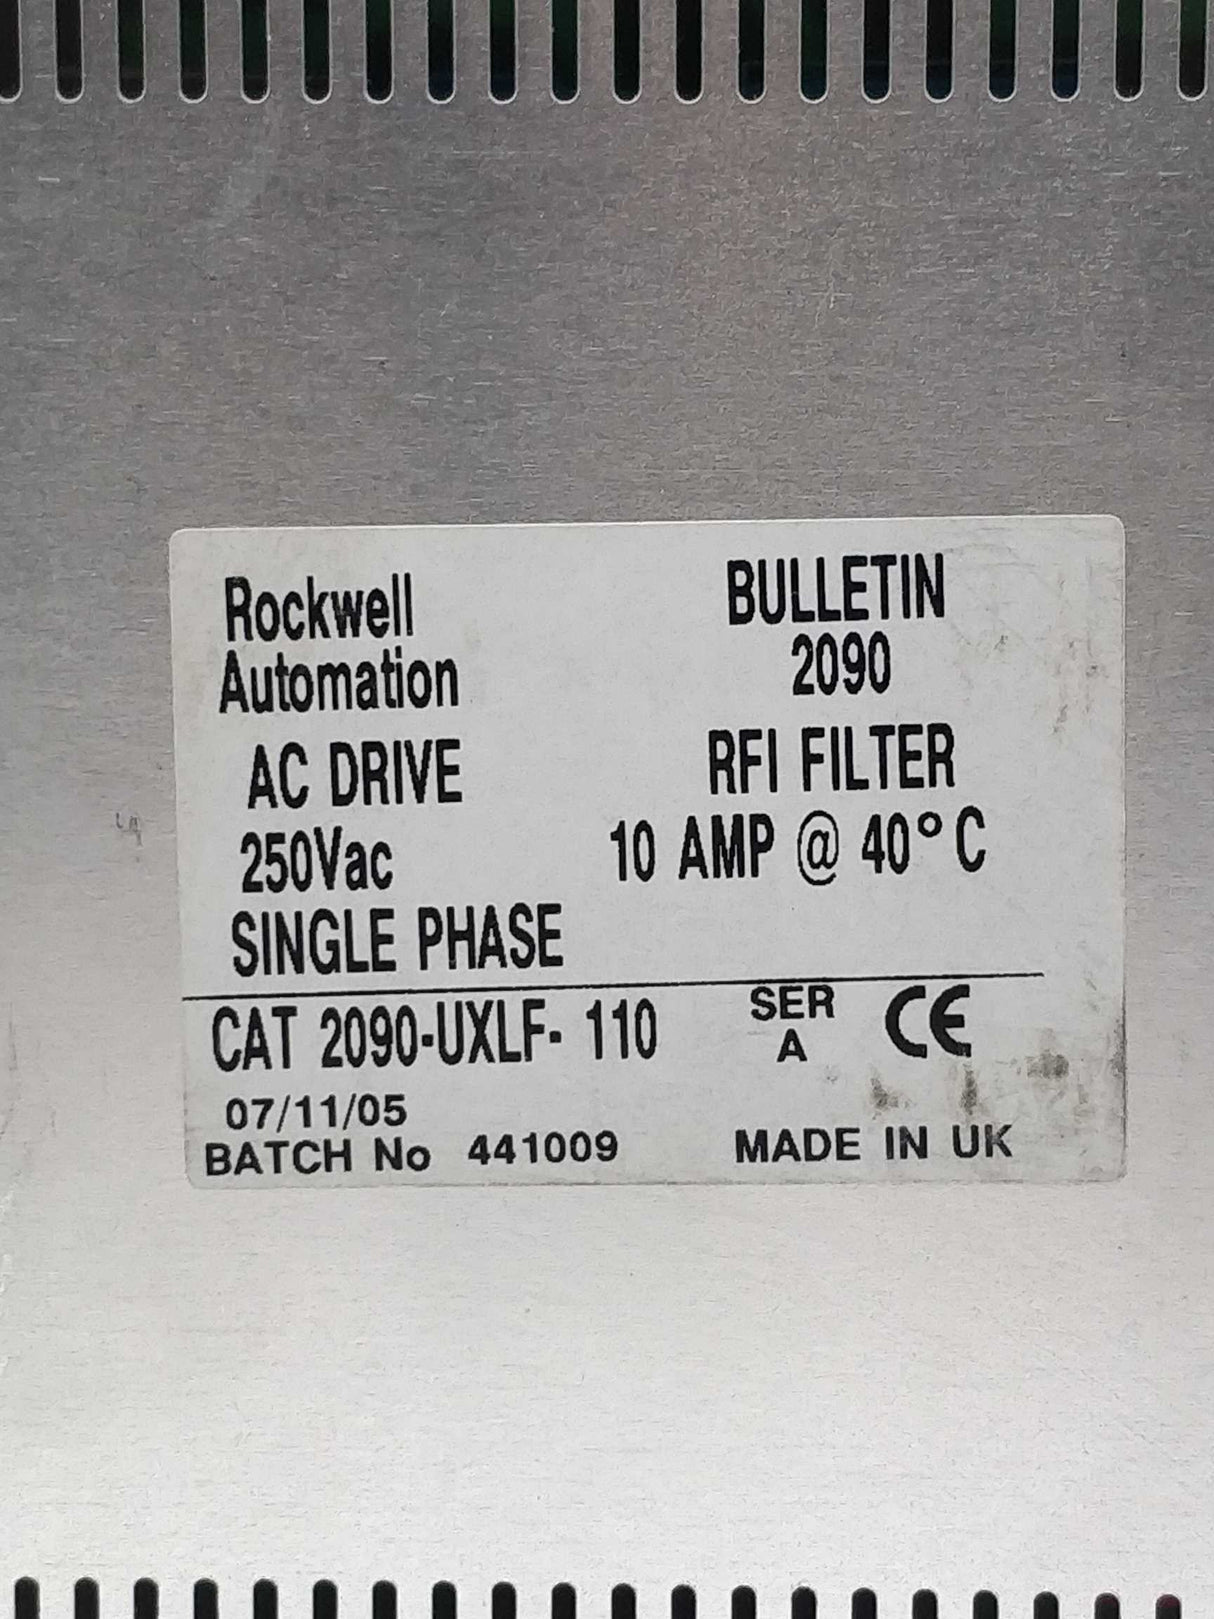 Rockwell
Automation
AC DRIVE
250Vac
SINGLE PHASE
BULLETIN
2090
RFI FILTER
10 AMP @ 40°C
CAT 2090-UXLF- 110
SER
A
CE
07/11/05
BATCH No 441009
MADE IN UK